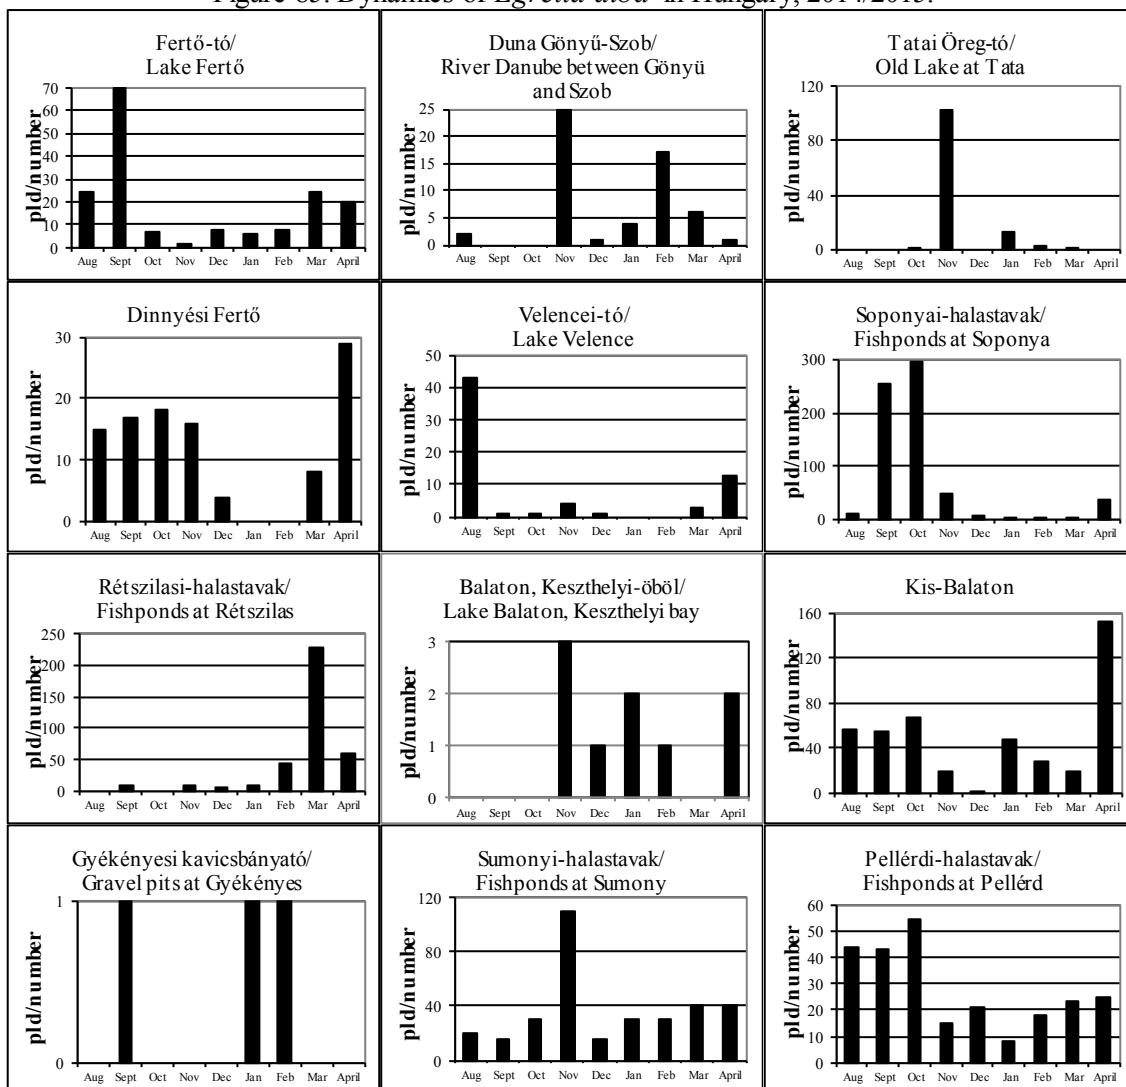 Figure 83. Dynamics of Egretta alba in Hungary, 2014/2015.
Fertő-tó/
Lake Fertő
pld/number
70
60
50
40
30
20
10
0
Aug Sept Oct Nov Dec Jan Feb Mar April
Duna Gönyű-Szob/
River Danube between Gönyü
and Szob
pld/number
25
20
15
10
5
0
Aug Sept Oct Nov Dec Jan Feb Mar April
Tatai Öreg-tó/
Old Lake at Tata
pld/number
120
80
40
0
Aug Sept Oct Nov Dec Jan Feb Mar April
Dinnyési Fertő
pld/number
30
20
10
0
Aug Sept Oct Nov Dec Jan Feb Mar April
Velencei-tó/
Lake Velence
pld/number
50
40
30
20
10
0
Aug Sept Oct Nov Dec Jan Feb Mar April
Soponyai-halastavak/
Fishponds at Soponya
pld/number
300
200
100
0
Aug Sept Oct Nov Dec Jan Feb Mar April
Rétszilasi-halastavak/
Fishponds at Rétszilas
pld/number
250
200
150
100
50
0
Aug Sept Oct Nov Dec Jan Feb Mar April
Balaton, Keszthelyi-öböl/
Lake Balaton, Keszthelyi bay
pld/number
3
2
1
0
Aug Sept Oct Nov Dec Jan Feb Mar April
Kis-Balaton
pld/number
160
120
80
40
0
Aug Sept Oct Nov Dec Jan Feb Mar April
Gyékényesi kavicsbányató/
Gravel pits at Gyékényes
pld/number
1
0
Aug Sept Oct Nov Dec Jan Feb Mar April
Sumonyi-halastavak/
Fishponds at Sumony
pld/number
120
80
40
0
Aug Sept Oct Nov Dec Jan Feb Mar April
Pellérdi-halastavak/
Fishponds at Pellérd
pld/number
60
50
40
30
20
10
0
Aug Sept Oct Nov Dec Jan Feb Mar April